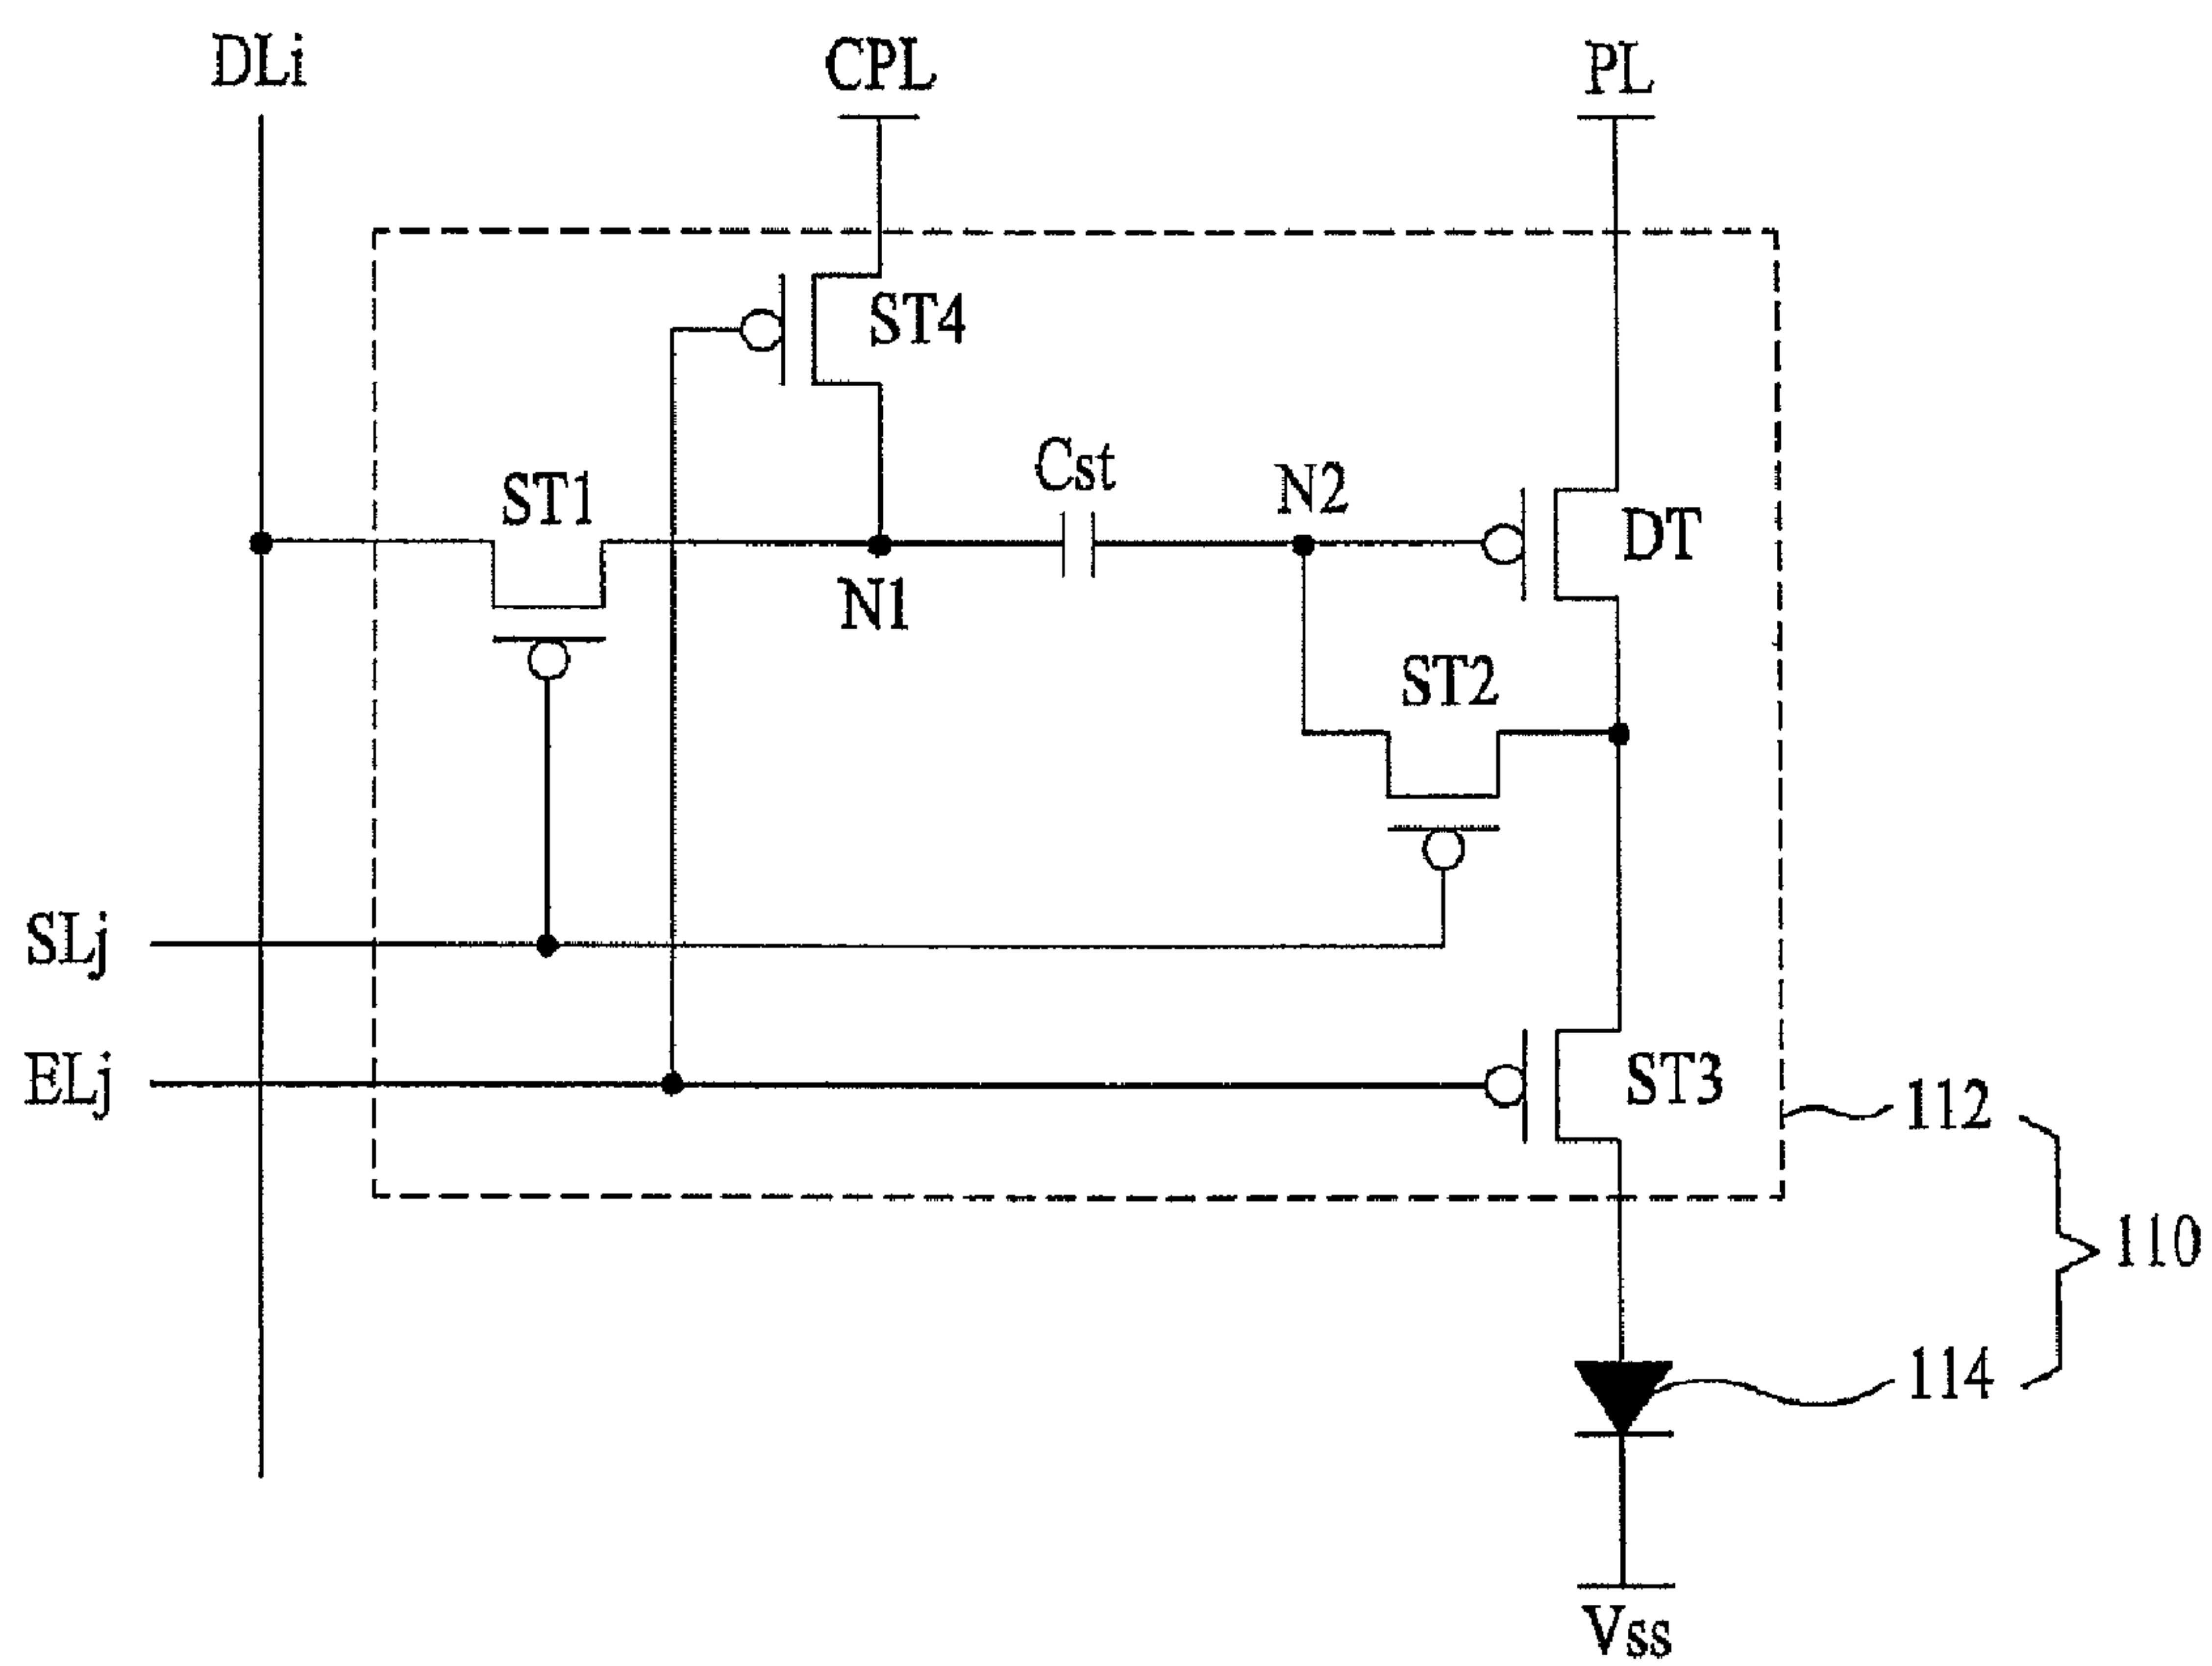 DLi
CPL
PL
ST4
Cst
N2
ST1
DT
N1
ST2
SLj
ELj
ST3
112
110
114
Vss